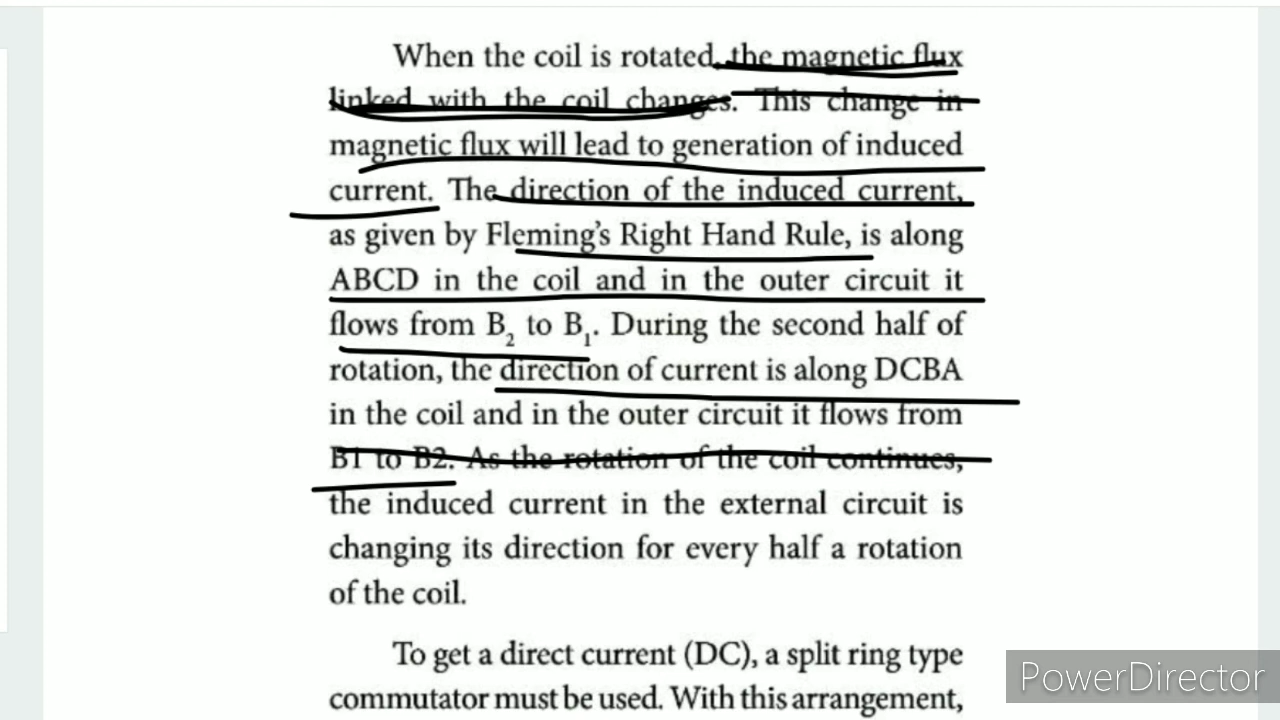 When the coil is rotated, the magnetic flux
linked with the coil changes. This change in
magnetic flux will lead to generation of induced
current. The direction of the induced current,
as given by Fleming's Right Hand Rule, is along
ABCD in the coil and in the outer circuit it
flows from B₂ to B₁. During the second half of
rotation, the direction of current is along DCBA
in the coil and in the outer circuit it flows from
B1 to B2. As the rotation of the coil continues,
the induced current in the external circuit is
changing its direction for every half a rotation
of the coil.
To get a direct current (DC), a split ring type
commutator must be used. With this arrangement,
PowerDirector